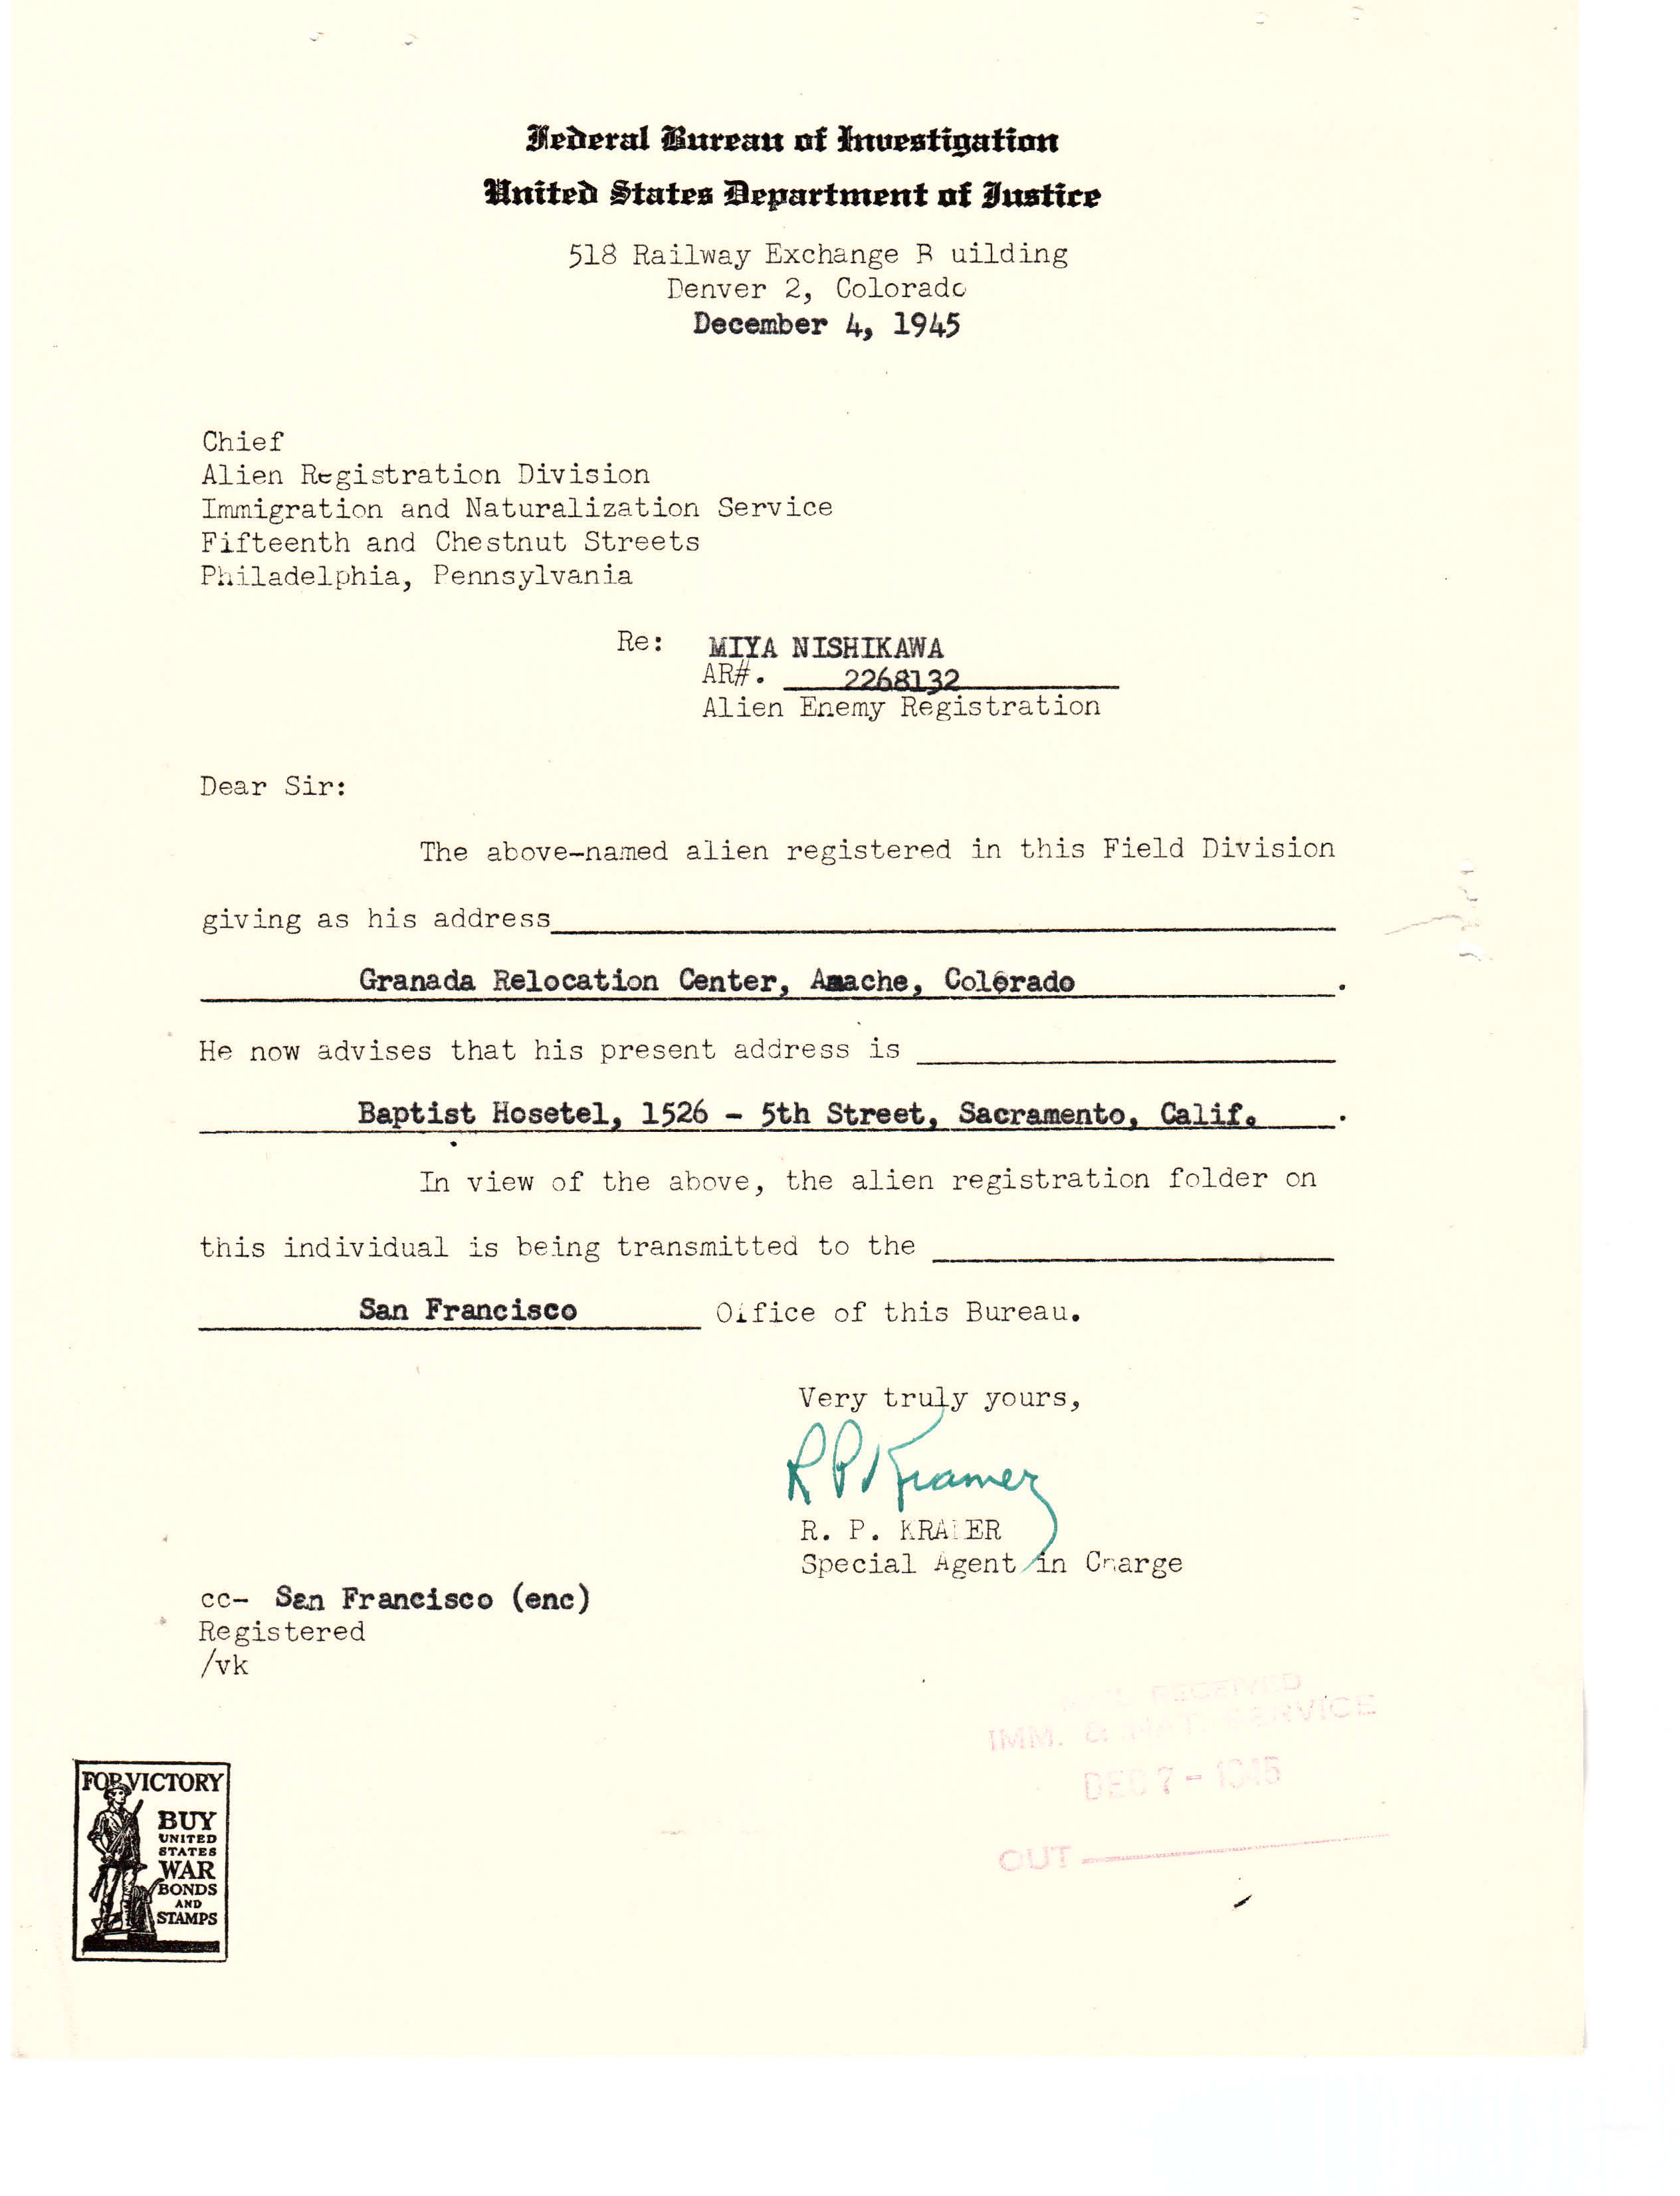 Federal Bureau of Investigation
United States Department of Justice
518 Railway Exchange B uilding
Denver 2, Colorado
December 4, 1945
Chief
Alien Registration Division
Immigration and Naturalization Service
Fifteenth and Chestnut Streets
Philadelphia, Pennsylvania
Re: MIYA NISHIKAWA
AR#. 2268132
Alien Enemy Registration
Dear Sir:
The above-named alien registered in this Field Division
giving as his address
Granada Relocation Center, Amache, Colorado .
He now advises that his present address is
Baptist Hosetel, 1526 - 5th Street, Sacramento, Calif. .
In view of the above, the alien registration folder on
this individual is being transmitted to the
San Francisco Office of this Bureau.
Very truly yours,
R P Kramer
R. P. KRAMER
Special Agent in Charge
cc- San Francisco (enc)
Registered
/vk
MAIL RECEIVED
IMM. & NAT. SERVICE
DEC 7 - 1945
OUT
FOR VICTORY
BUY
UNITED
STATES
WAR
BONDS
AND
STAMPS